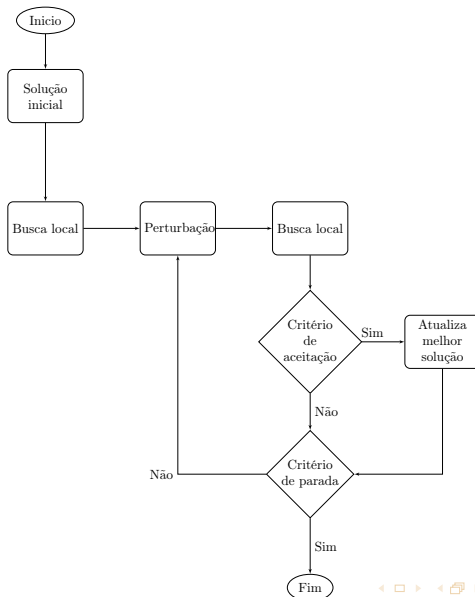 Inicio
Solução
inicial
Busca local
Perturbação
Busca local
Critério
de
aceitação
Sim
Atualiza
melhor
solução
Não
Critério
de parada
Não
Sim
Fim